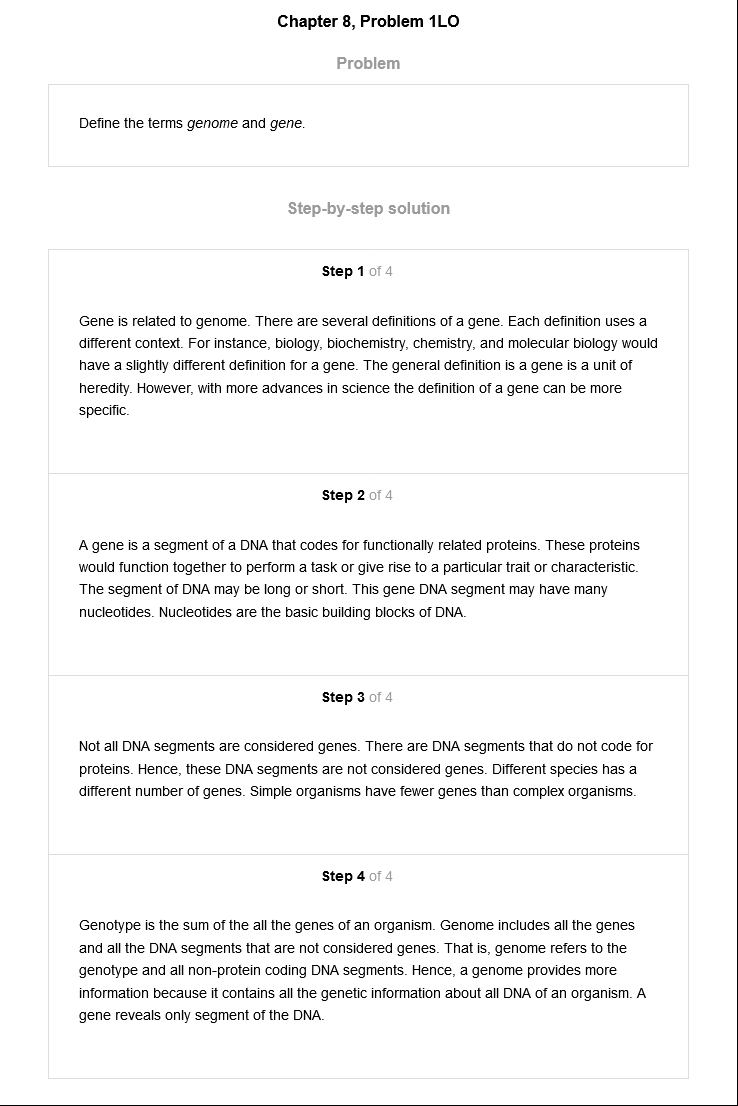 Chapter 8, Problem 1LO
Problem
Define the terms genome and gene.
Step-by-step solution
Step 1 of 4
Gene is related to genome. There are several definitions of a gene. Each definition uses a
different context. For instance, biology, biochemistry, chemistry, and molecular biology would
have a slightly different definition for a gene. The general definition is a gene is a unit of
heredity. However, with more advances in science the definition of a gene can be more
specific.
Step 2 of 4
A gene is a segment of a DNA that codes for functionally related proteins. These proteins
would function together to perform a task or give rise to a particular trait or characteristic.
The segment of DNA may be long or short. This gene DNA segment may have many
nucleotides. Nucleotides are the basic building blocks of DNA.
Step 3 of 4
Not all DNA segments are considered genes. There are DNA segments that do not code for
proteins. Hence, these DNA segments are not considered genes. Different species has a
different number of genes. Simple organisms have fewer genes than complex organisms.
Step 4 of 4
Genotype is the sum of the all the genes of an organism. Genome includes all the genes
and all the DNA segments that are not considered genes. That is, genome refers to the
genotype and all non-protein coding DNA segments. Hence, a genome provides more
information because it contains all the genetic information about all DNA of an organism. A
gene reveals only segment of the DNA.